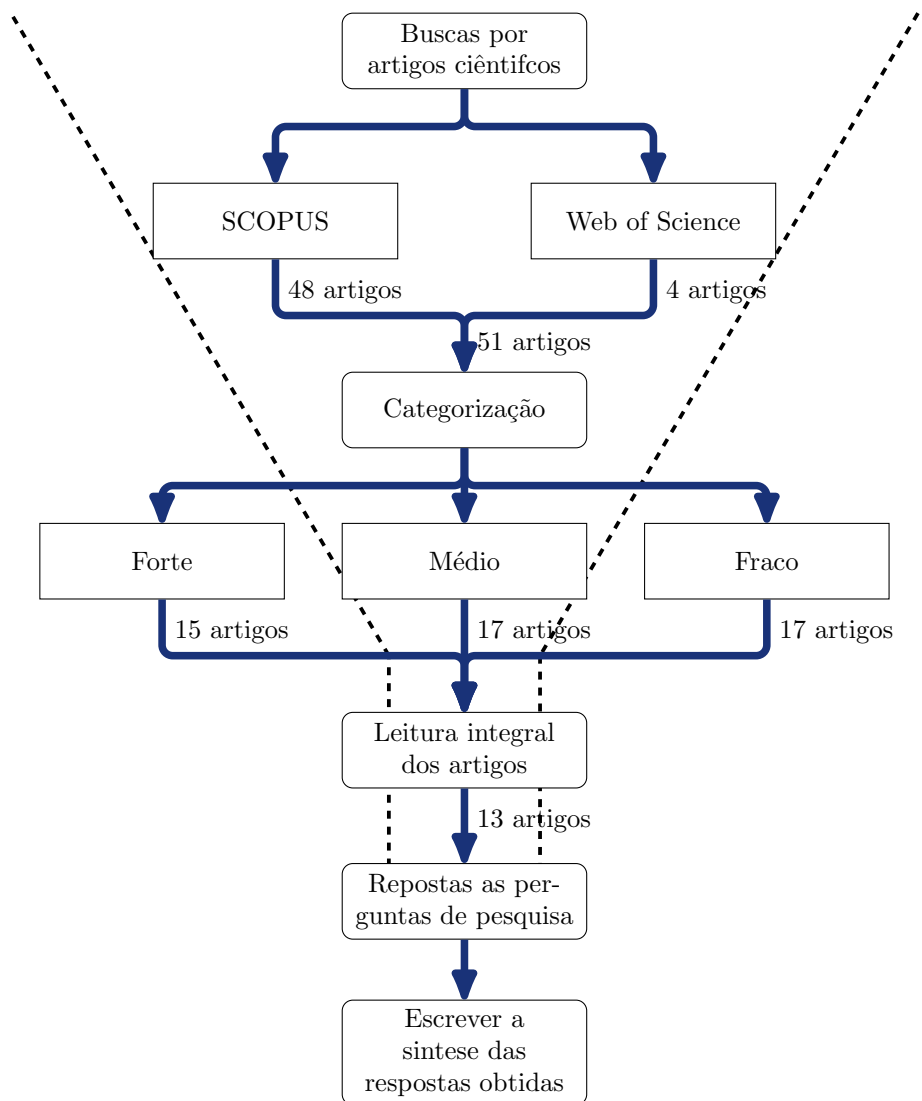 Buscas por
artigos ciêntifcos
SCOPUS
Web of Science
48 artigos
4 artigos
51 artigos
Categorização
Forte
Médio
Fraco
15 artigos
17 artigos
17 artigos
Leitura integral
dos artigos
13 artigos
Repostas as per-
guntas de pesquisa
Escrever a
sintese das
respostas obtidas